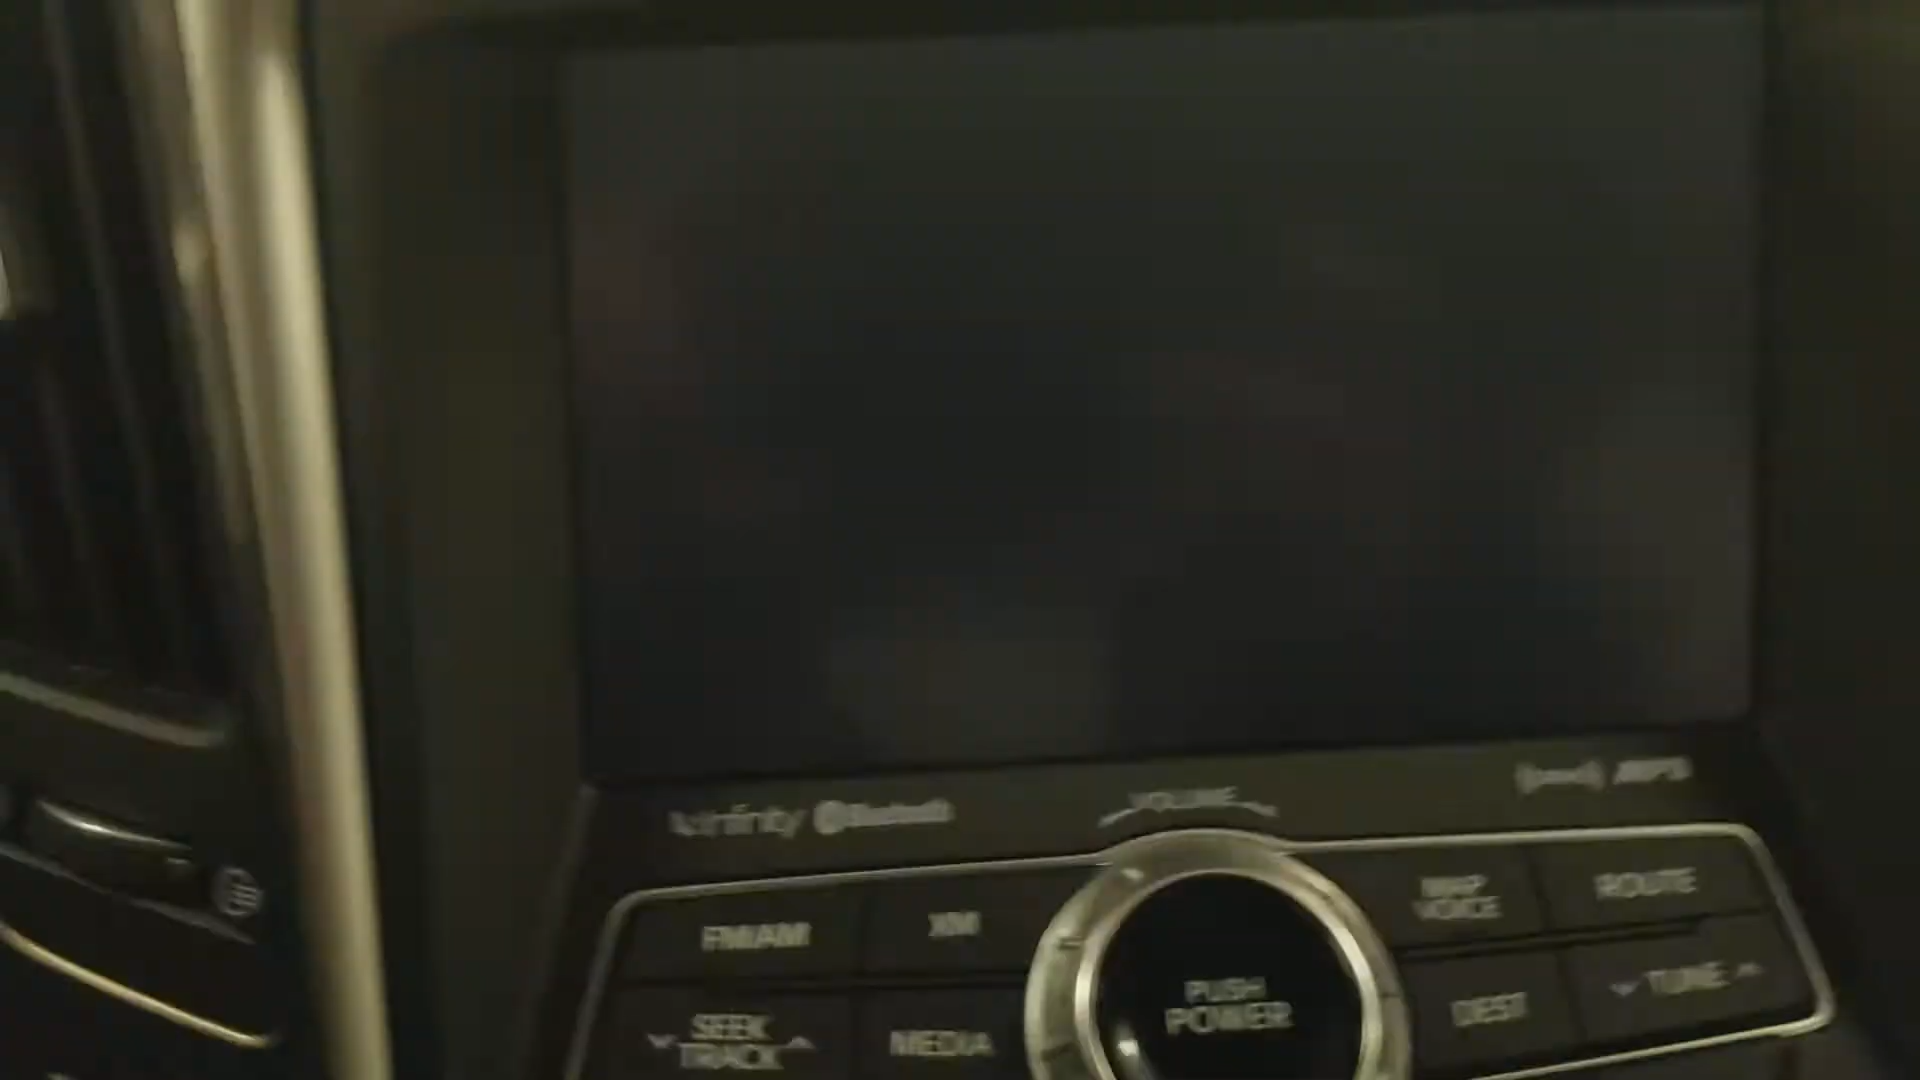 infinity Bluetooth
VOLUME
FM/AM
XM
MAP
VOICE
ROUTE
SEEK
TRACK
MEDIA
PUSH
POWER
DEST
TUNE